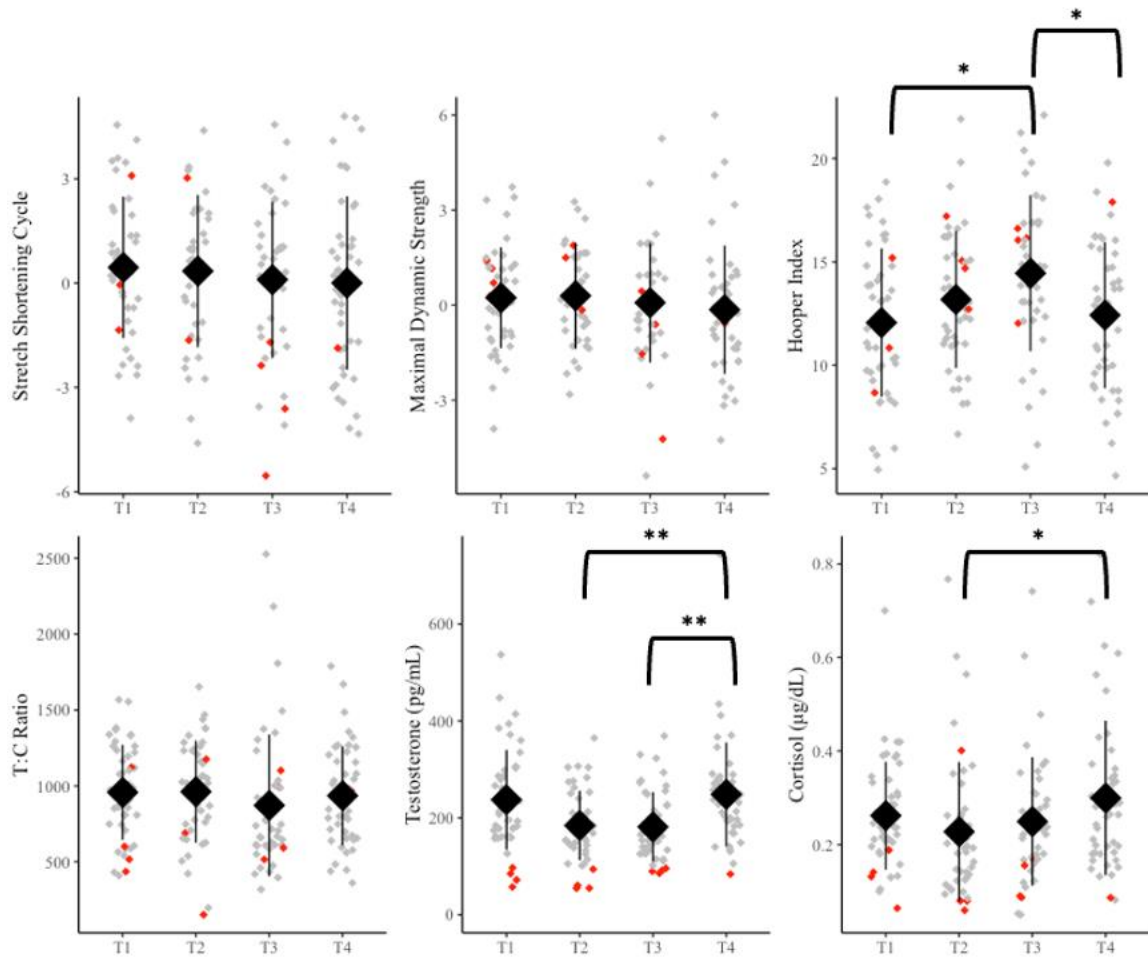 *
*
Stretch Shortening Cycle
3
0
-3
-6
T1 T2 T3 T4
Maximal Dynamic Strength
6
3
0
-3
T1 T2 T3 T4
Hooper Index
20
15
10
5
T1 T2 T3 T4
T:C Ratio
2500
2000
1500
1000
500
T1 T2 T3 T4
**
**
Testosterone (pg/mL)
600
400
200
0
T1 T2 T3 T4
*
Cortisol (µg/dL)
0.8
0.6
0.4
0.2
T1 T2 T3 T4